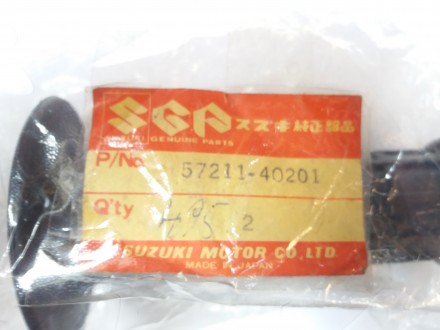 SGP スズキ純正部品
SUZUKI GENUINE PARTS
P/No. 57211-40201
Q'ty 2
SUZUKI MOTOR CO.,LTD.
MADE IN JAPAN